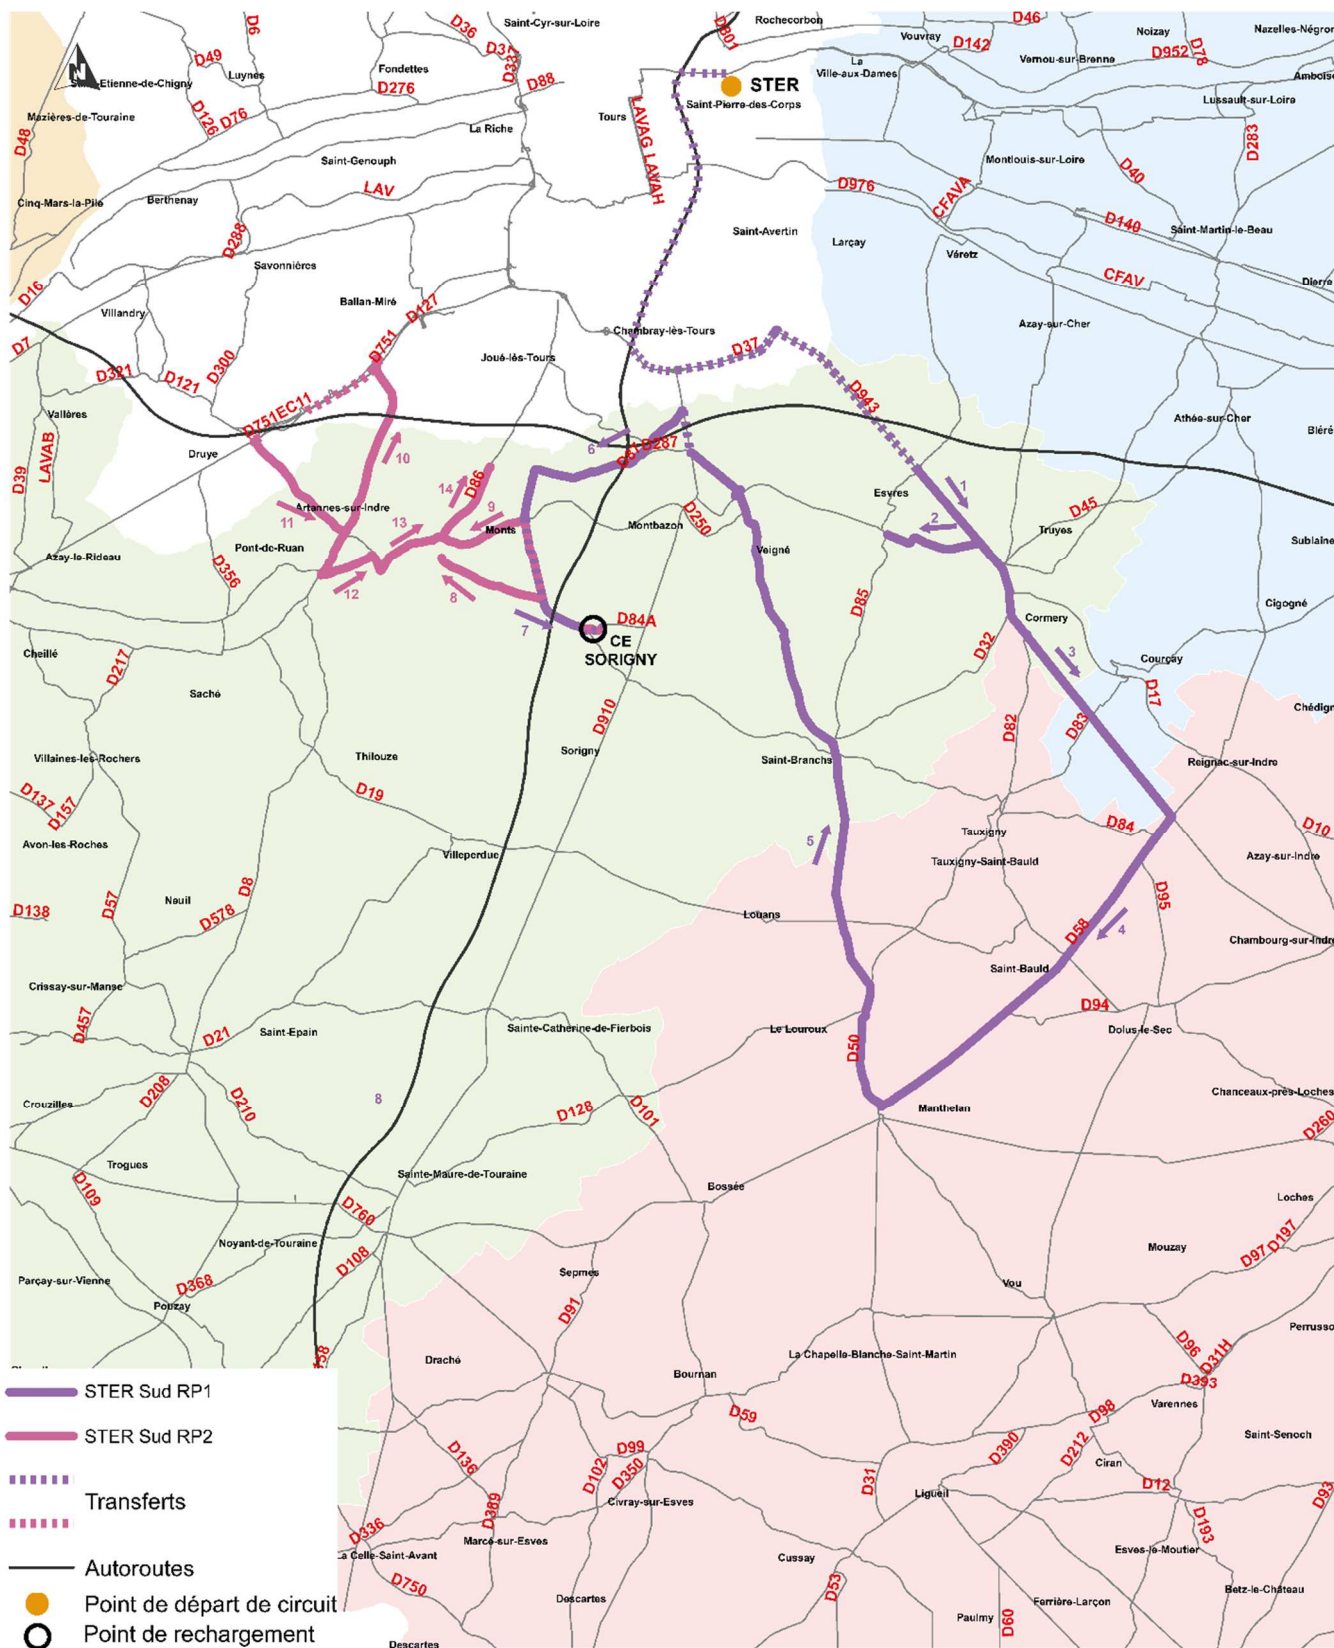 D36
D6
D801
Rochecorbon
D46
Saint-Cyr-sur-Loire
Noizay
D78
Nazelles-Négron
D37
D337
Vouvray
D142
D952
Vernou-sur-Brenne
D49
Luynes
Fondettes
D88
La
Ville-aux-Dames
Ambois
N
Saint-Etienne-de-Chigny
D276
STER
Saint-Pierre-des-Corps
Lussault-sur-Loire
Mazières-de-Touraine
D126
D76
Tours
La Riche
D48
LAVAG LAVAH
D283
Saint-Genouph
Montlouis-sur-Loire
D40
LAV
D976
CFAVA
Cinq-Mars-la-Pile
Berthenay
D140
Saint-Martin-le-Beau
D288
Saint-Avertin
Larçay
Véretz
Savonnières
CFAV
Dierre
D16
Ballan-Miré
D127
Villandry
Azay-sur-Cher
D7
Chambray-lès-Tours
D751
D37
Joué-lès-Tours
D321
D121
D300
D943
Vallères
D751EC11
Athée-sur-Cher
Bléré
LAVAB
Druye
6
D87
D287
D39
10
D86
1
Esvres
14
9
11
Artannes-sur-Indre
13
Monts
Montbazon
D250
2
D45
Truyes
Pont-de-Ruan
Veigné
Sublaine
Azay-le-Rideau
D356
12
8
D85
Cigogné
7
D84A
CE
SORIGNY
Cormery
D32
Cheillé
D217
3
Courçay
Saché
D17
Chédign
D910
D82
D83
Villaines-les-Rochers
Thilouze
Sorigny
Saint-Branchs
Reignac-sur-Indre
D137
D157
D19
D84
D10
Avon-les-Roches
Villeperdue
5
Tauxigny
Tauxigny-Saint-Bauld
Azay-sur-Indre
D8
D95
D57
Neuil
D138
D578
Louans
D58
4
Chambourg-sur-Indre
Saint-Bauld
Crissay-sur-Manse
D94
D457
D21
Saint-Epain
Sainte-Catherine-de-Fierbois
Le Louroux
Dolus-le-Sec
D50
D208
D210
8
Chanceaux-près-Loches
Crouzilles
D128
D101
Manthelan
D260
Trogues
Sainte-Maure-de-Touraine
D109
Bossée
Loches
D760
Noyant-de-Touraine
D97
D197
D108
Mouzay
Parçay-sur-Vienne
D368
Sepmes
Vou
Pouzay
D91
Perrusso
D96
D31H
Draché
La Chapelle-Blanche-Saint-Martin
Bournan
D393
STER Sud RP1
Varennes
D59
D98
STER Sud RP2
D136
D99
D390
D212
Saint-Senoch
D102
D350
Ciran
D31
D12
Transferts
D389
Civray-sur-Esves
Ligueil
D93
D336
D193
Marcé-sur-Esves
La Celle-Saint-Avant
Cussay
Esves-le-Moutier
Autoroutes
D750
D53
Betz-le-Château
Point de départ de circuit
Descartes
Ferrière-Larçon
Paulmy
D60
Point de rechargement
Descartes